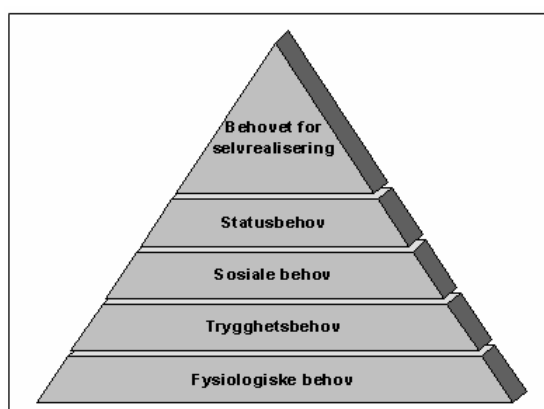 Behovet for
selvrealisering
Statusbehov
Sosiale behov
Trygghetsbehov
Fysiologiske behov